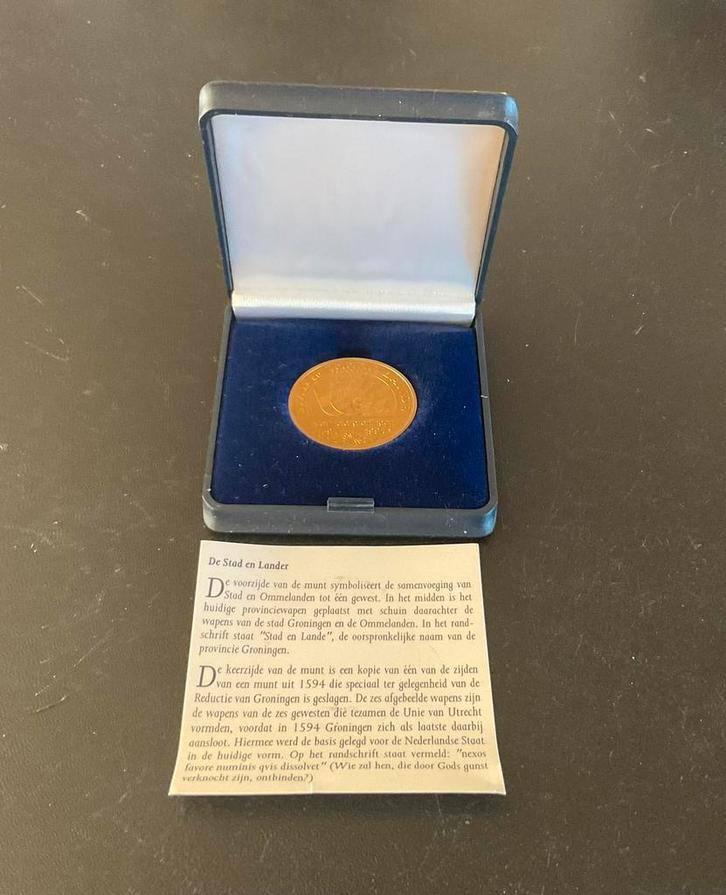 De Stad en Lander
De voorzijde van de munt symboliseert de samenvoeging van
Stad en Ommelanden tot één gewest. In het midden is het
huidige provinciewapen geplaatst met schuin daarachter de
wapens van de stad Groningen en de Ommelanden. In het rand-
schrift staat "Stad en Lande", de oorspronkelijke naam van de
provincie Groningen.
De keerzijde van de munt is een kopie van één van de zijden
van een munt uit 1594 die speciaal ter gelegenheid van de
Reductie van Groningen is geslagen. De zes afgebeelde wapens zijn
de wapens van de zes gewesten die tezamen de Unie van Utrecht
vormden, voordat in 1594 Groningen zich als laatste daarbij
aansloot. Hiermee werd de basis gelegd voor de Nederlandse Staat
in de huidige vorm. Op het randschrift staat vermeld: "nexos
favore numinis qvis dissolvet" (Wie zal hen, die door Gods gunst
verknocht zijn, ontbinden?)